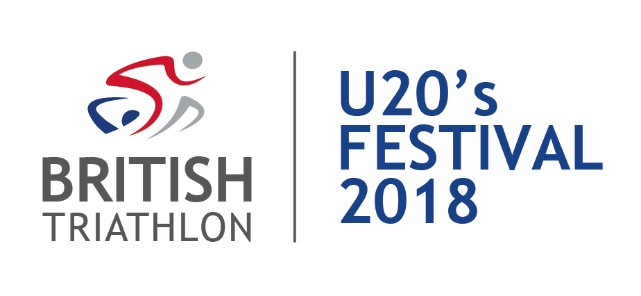 BRITISH
TRIATHLON
U20's
FESTIVAL
2018